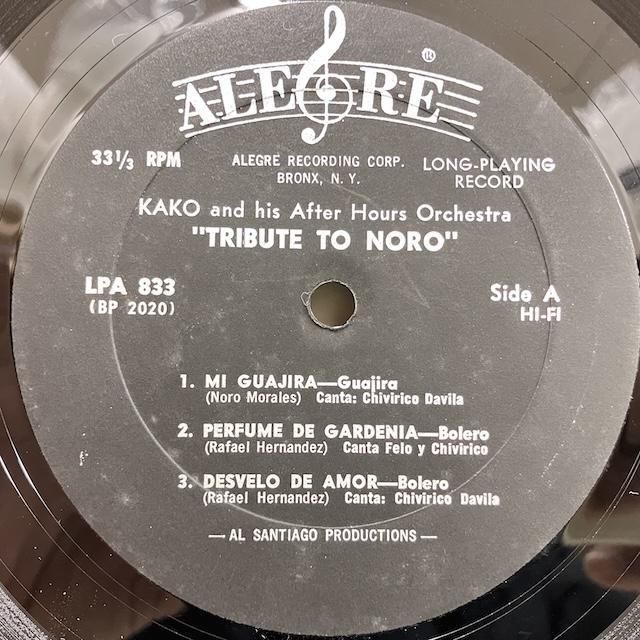 ALEGRE ®
33 1/3 RPM
ALEGRE RECORDING CORP.
BRONX, N. Y.
LONG-PLAYING
RECORD
KAKO and his After Hours Orchestra
"TRIBUTE TO NORO"
LPA 833
(BP 2020)
Side A
HI-FI
1. MI GUAJIRA—Guajira
(Noro Morales) Canta: Chivirico Davila
2. PERFUME DE GARDENIA—Bolero
(Rafael Hernandez) Canta Felo y Chivirico
3. DESVELO DE AMOR—Bolero
(Rafael Hernandez) Canta: Chivirico Davila
— AL SANTIAGO PRODUCTIONS —